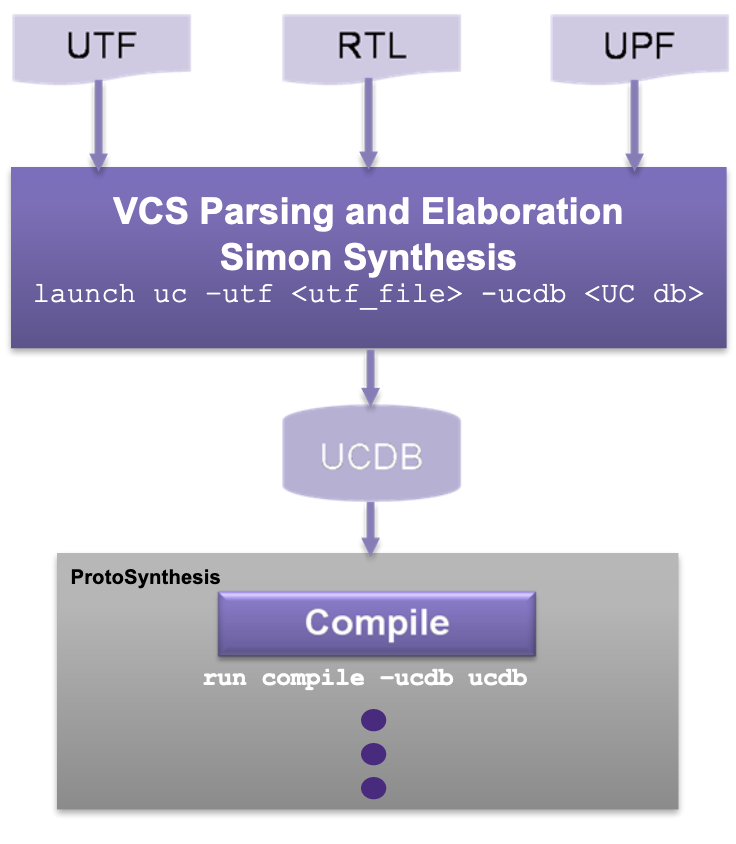 UTF
RTL
UPF
VCS Parsing and Elaboration
Simon Synthesis
launch uc –utf <utf_file> -ucdb <UC db>
UCDB
ProtoSynthesis
Compile
run compile –ucdb ucdb